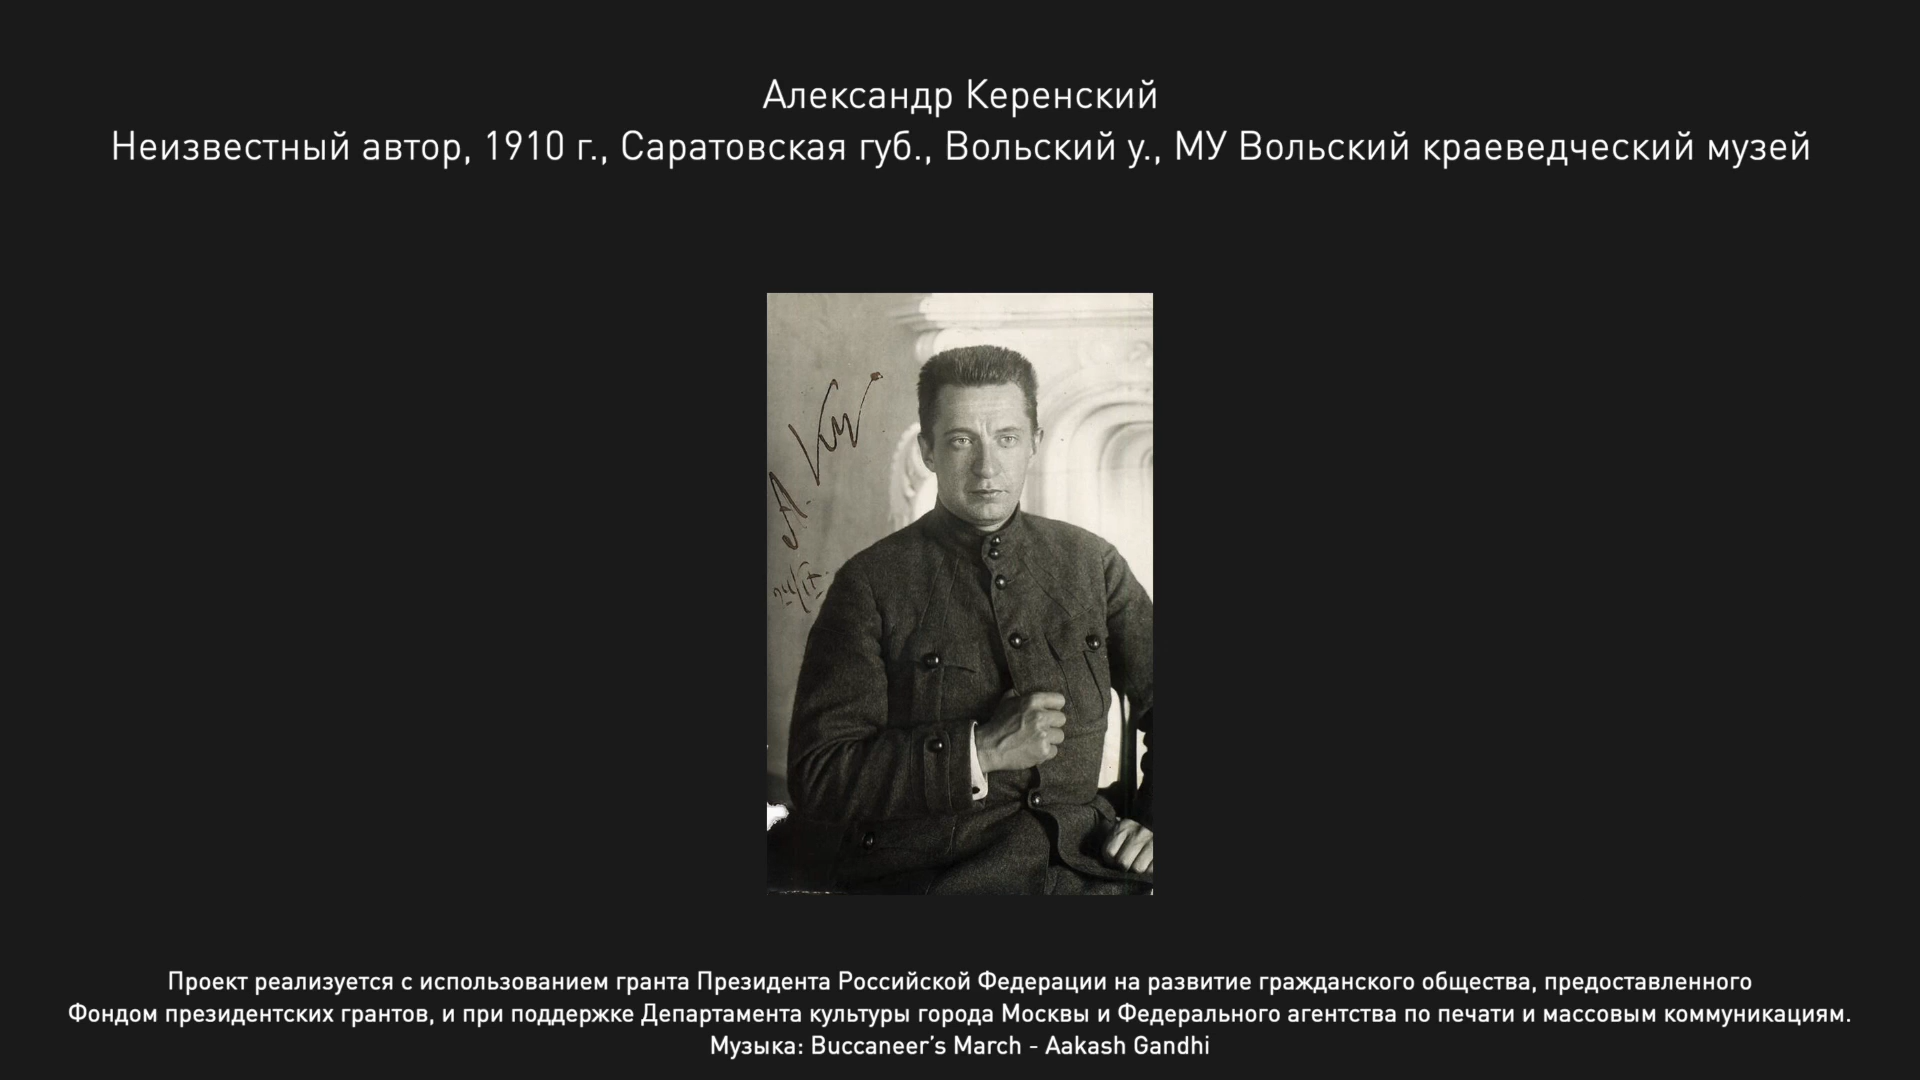 Александр Керенский
Неизвестный автор, 1910 г., Саратовская губ., Вольский у., МУ Вольский краеведческий музей
А.
Проект реализуется с использованием гранта Президента Российской Федерации на развитие гражданского общества, предоставленного
Фондом президентских грантов, и при поддержке Департамента культуры города Москвы и Федерального агентства по печати и массовым коммуникациям.
Музыка: Buccaneer’s March - Aakash Gandhi